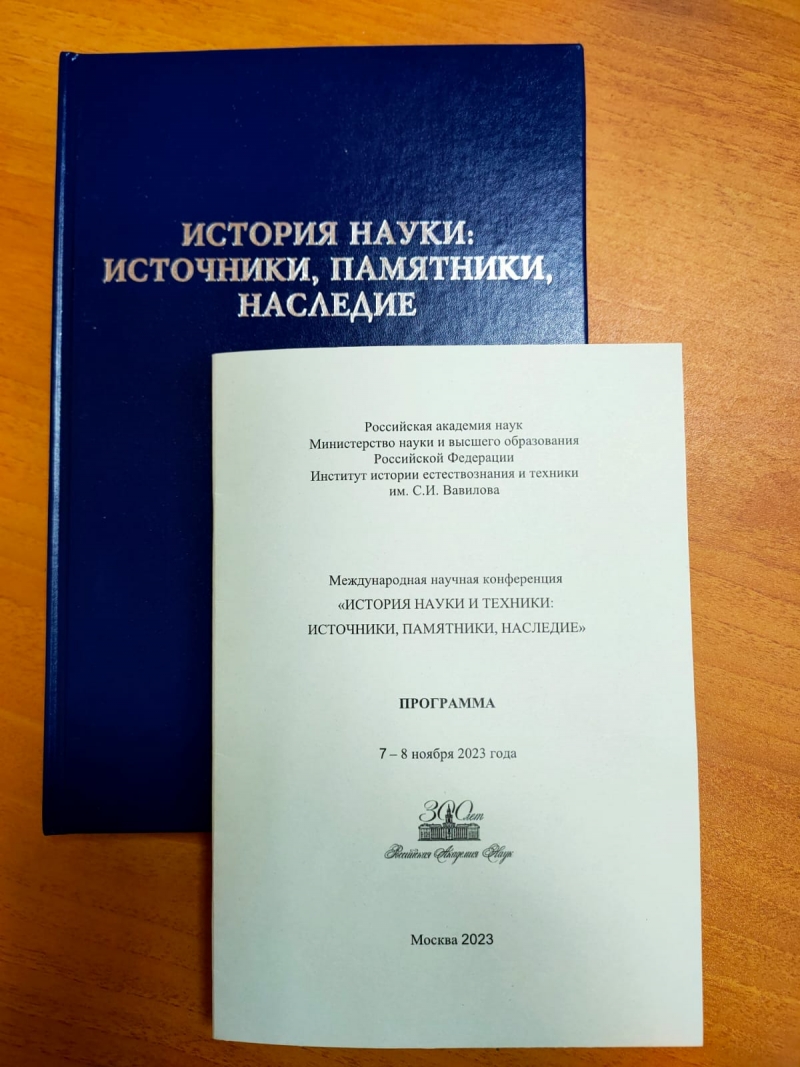 ИСТОРИЯ НАУКИ:
ИСТОЧНИКИ, ПАМЯТНИКИ,
НАСЛЕДИЕ
Российская академия наук
Министерство науки и высшего образования
Российской Федерации
Институт истории естествознания и техники
им. С.И. Вавилова
Международная научная конференция
«ИСТОРИЯ НАУКИ И ТЕХНИКИ:
ИСТОЧНИКИ, ПАМЯТНИКИ, НАСЛЕДИЕ»
ПРОГРАММА
7 – 8 ноября 2023 года
300 лет
Российская Академия Наук
Москва 2023